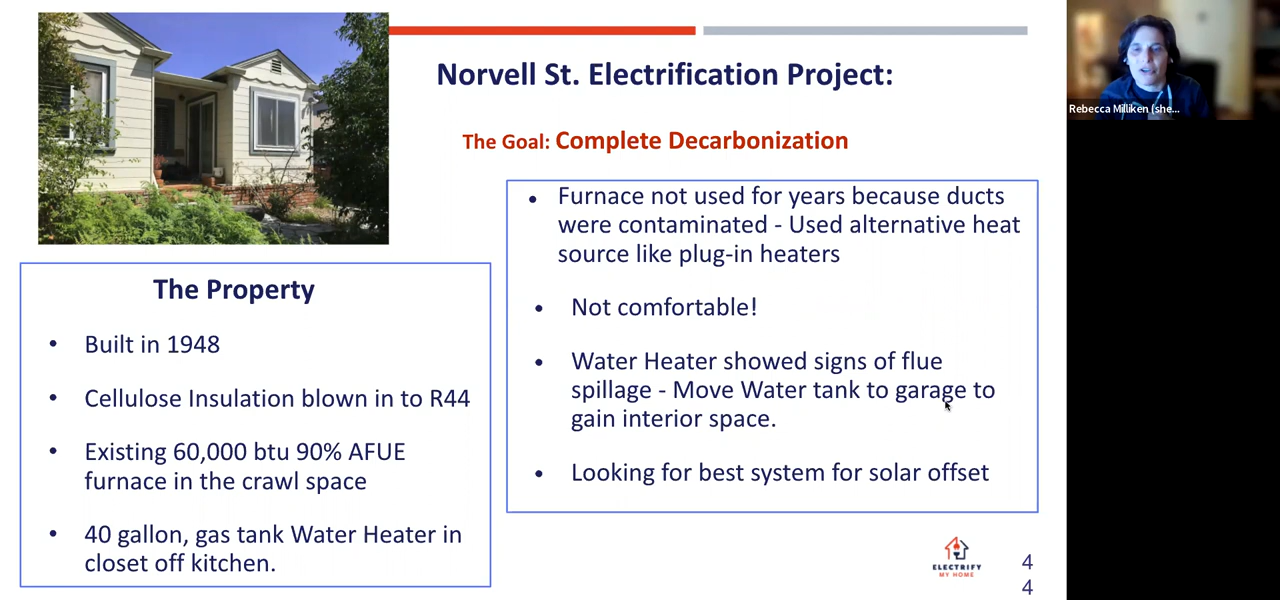 Norvell St. Electrification Project:
The Goal: Complete Decarbonization
The Property
• Built in 1948
• Cellulose Insulation blown in to R44
• Existing 60,000 btu 90% AFUE
furnace in the crawl space
• 40 gallon, gas tank Water Heater in
closet off kitchen.
• Furnace not used for years because ducts
were contaminated - Used alternative heat
source like plug-in heaters
• Not comfortable!
• Water Heater showed signs of flue
spillage - Move Water tank to garage to
gain interior space.
• Looking for best system for solar offset
ELECTRIFY
MY HOME
4
4
Rebecca Milliken (she...